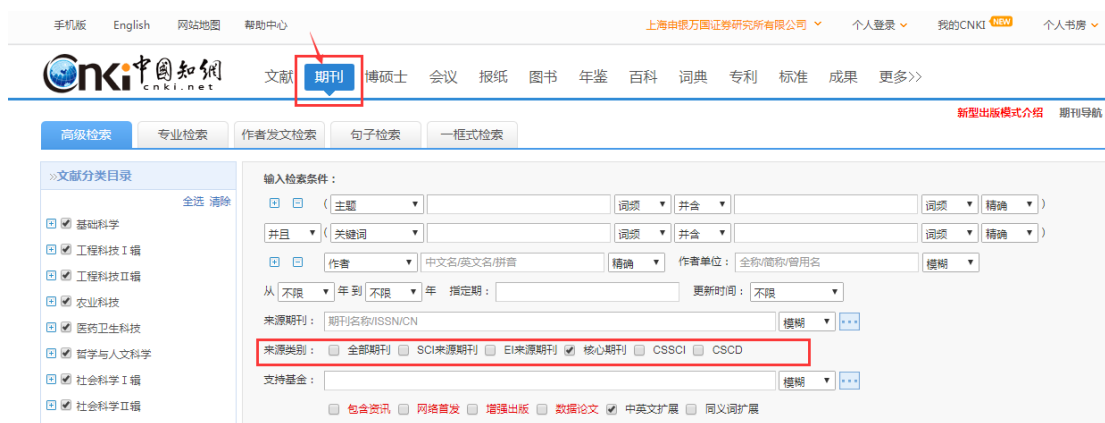 手机版 English 网站地图 帮助中心 上海申银万国证券研究所有限公司 个人登录 我的CNKI NEW 个人书房
Cnki 中国知网 cnki.net
文献 期刊 博硕士 会议 报纸 图书 年鉴 百科 词典 专利 标准 成果 更多>>
新型出版模式介绍 期刊导航
高级检索 专业检索 作者发文检索 句子检索 一框式检索
»文献分类目录
全选 清除
基础科学
工程科技Ⅰ辑
工程科技Ⅱ辑
农业科技
医药卫生科技
哲学与人文科学
社会科学Ⅰ辑
社会科学Ⅱ辑
输入检索条件:
( 主题 词频 并含 词频 精确 )
并且 ( 关键词 词频 并含 词频 精确 )
作者 中文名/英文名/拼音 精确 作者单位: 全称/简称/曾用名 模糊
从 不限 年 到 不限 年 指定期: 更新时间: 不限
来源期刊: 期刊名称/ISSN/CN 模糊 ...
来源类别: 全部期刊 SCI来源期刊 EI来源期刊 核心期刊 CSSCI CSCD
支持基金: 模糊 ...
包含资讯 网络首发 增强出版 数据论文 中英文扩展 同义词扩展